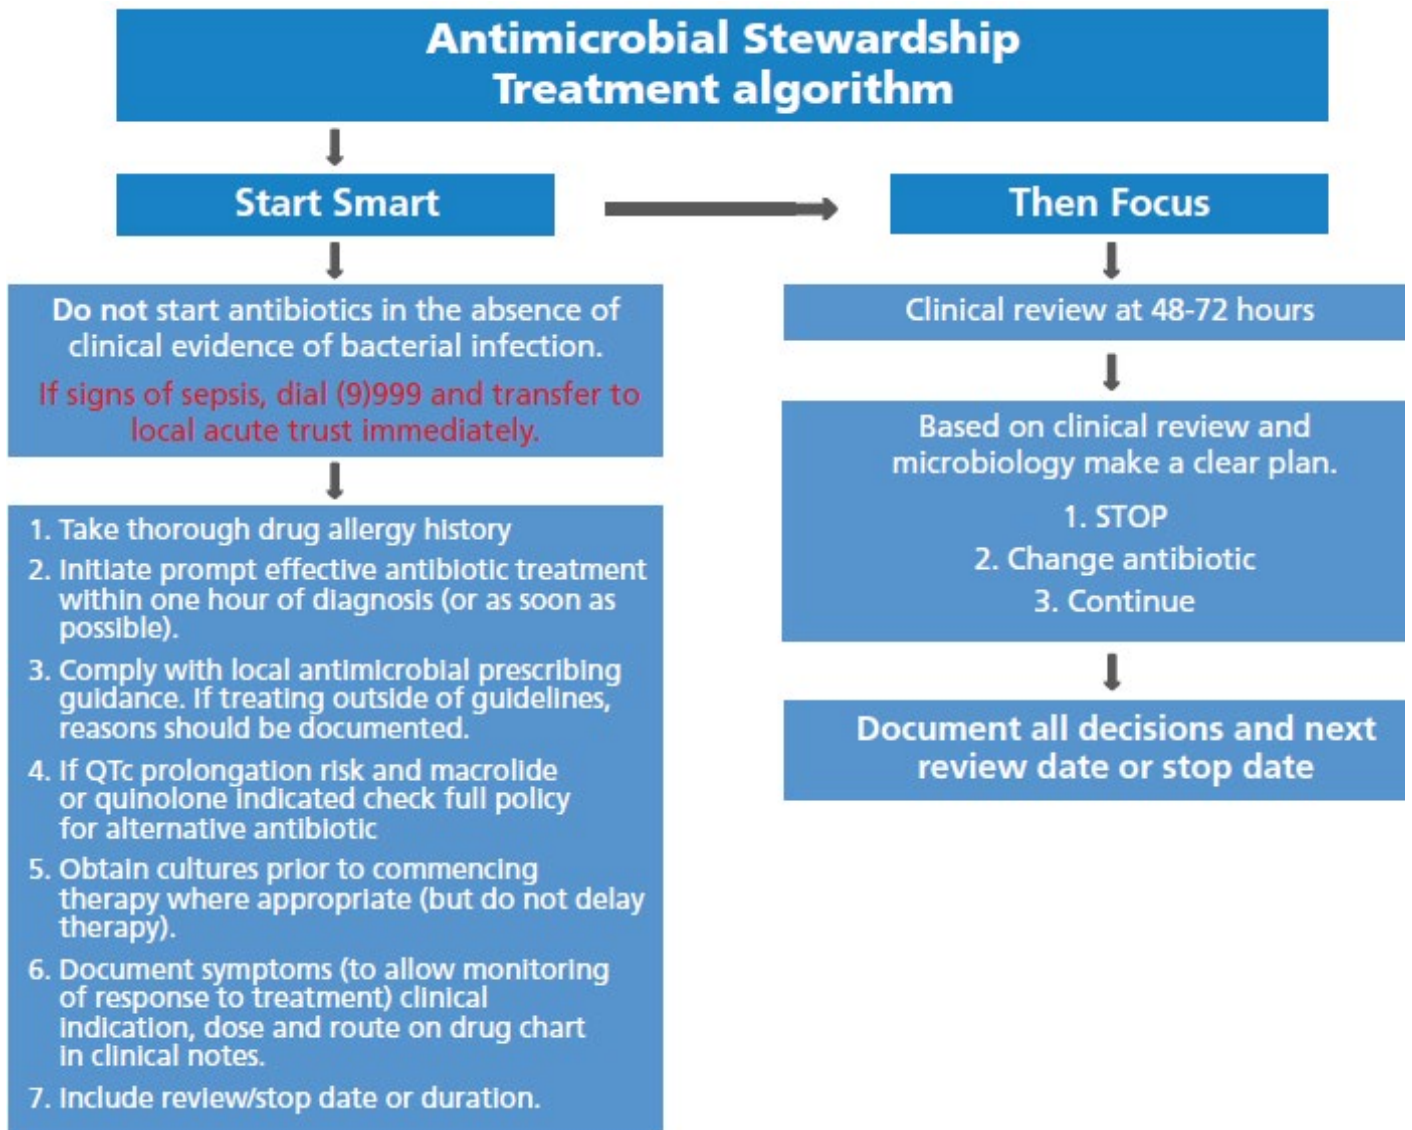 Antimicrobial Stewardship
Treatment algorithm
Start Smart
Do not start antibiotics in the absence of
clinical evidence of bacterial infection.
If signs of sepsis, dial (9)999 and transfer to
local acute trust immediately.
1. Take thorough drug allergy history
2. Initiate prompt effective antibiotic treatment
within one hour of diagnosis (or as soon as
possible).
3. Comply with local antimicrobial prescribing
guidance. If treating outside of guidelines,
reasons should be documented.
4. If QTc prolongation risk and macrolide
or quinolone indicated check full policy
for alternative antibiotic
5. Obtain cultures prior to commencing
therapy where appropriate (but do not delay
therapy).
6. Document symptoms (to allow monitoring
of response to treatment) clinical
indication, dose and route on drug chart
in clinical notes.
7. Include review/stop date or duration.
Then Focus
Clinical review at 48-72 hours
Based on clinical review and
microbiology make a clear plan.
1. STOP
2. Change antibiotic
3. Continue
Document all decisions and next
review date or stop date